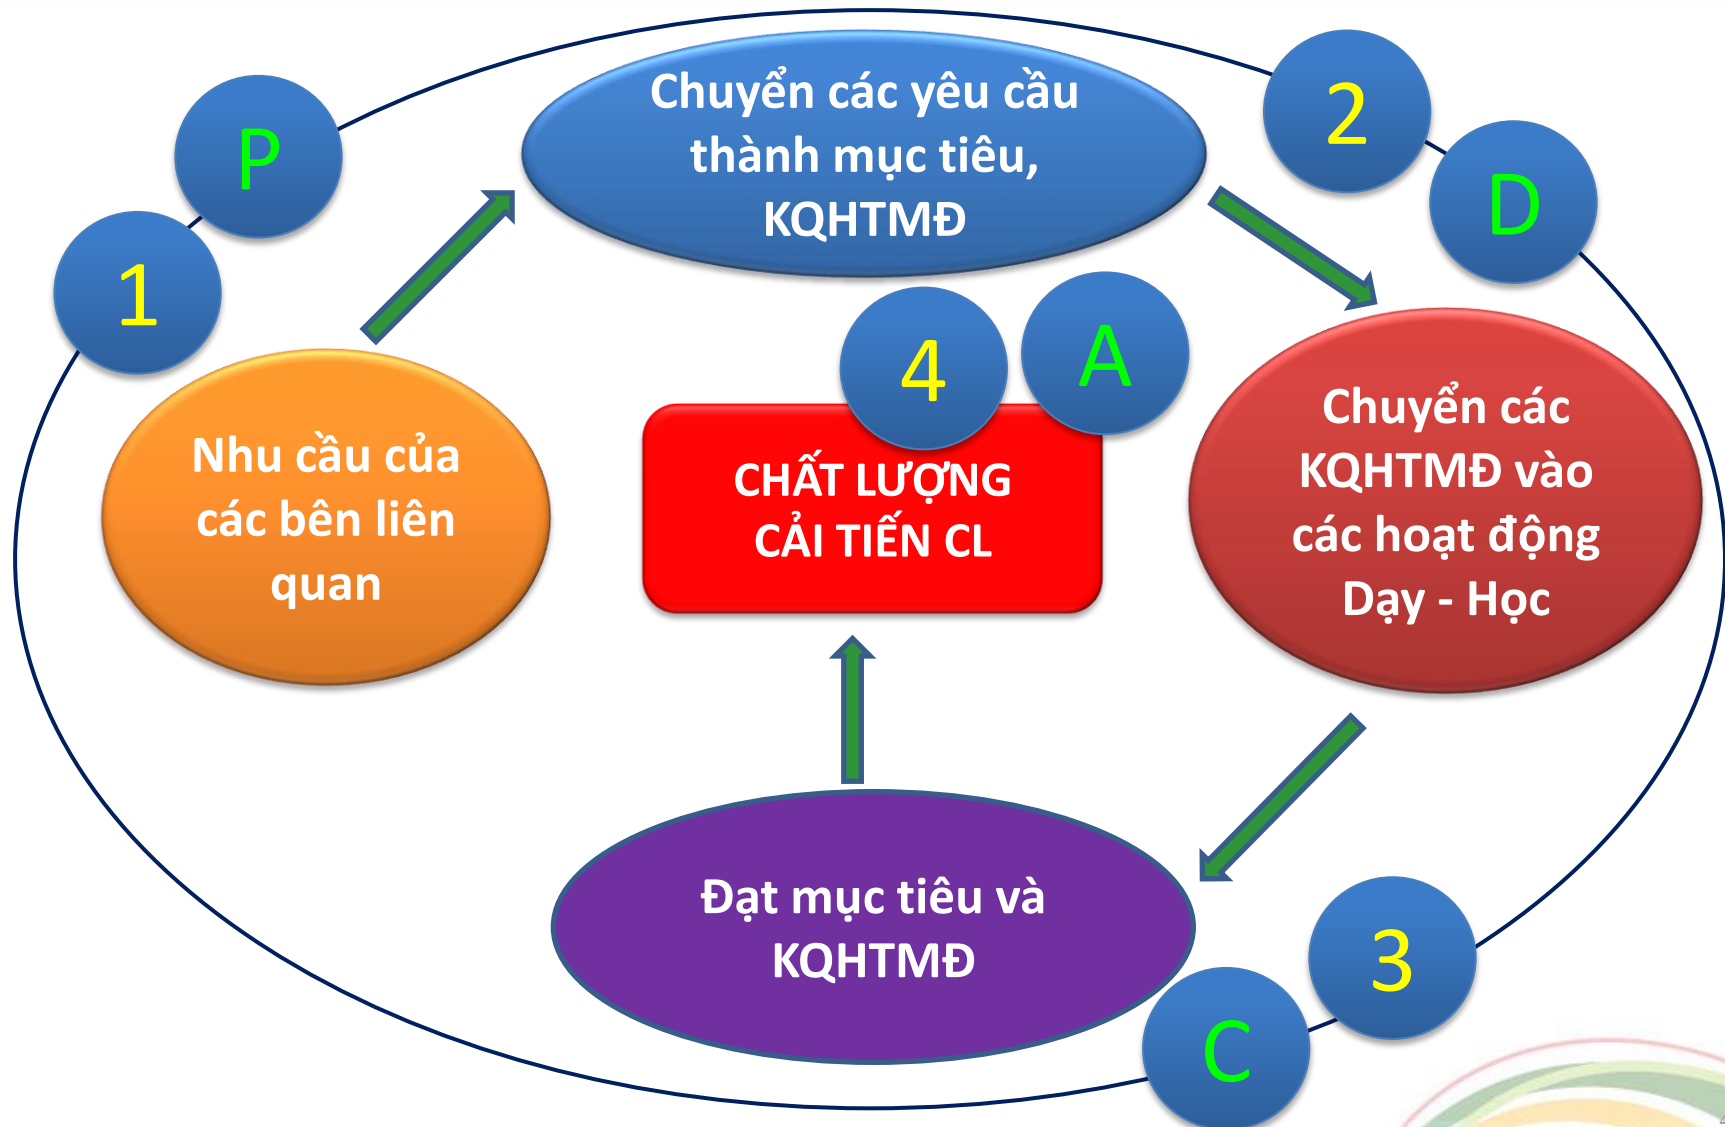 1
P
Chuyển các yêu cầu
thành mục tiêu,
KQHTMĐ
2
D
Nhu cầu của
các bên liên
quan
4
A
CHẤT LƯỢNG
CẢI TIẾN CL
Chuyển các
KQHTMĐ vào
các hoạt động
Dạy - Học
Đạt mục tiêu và
KQHTMĐ
3
C